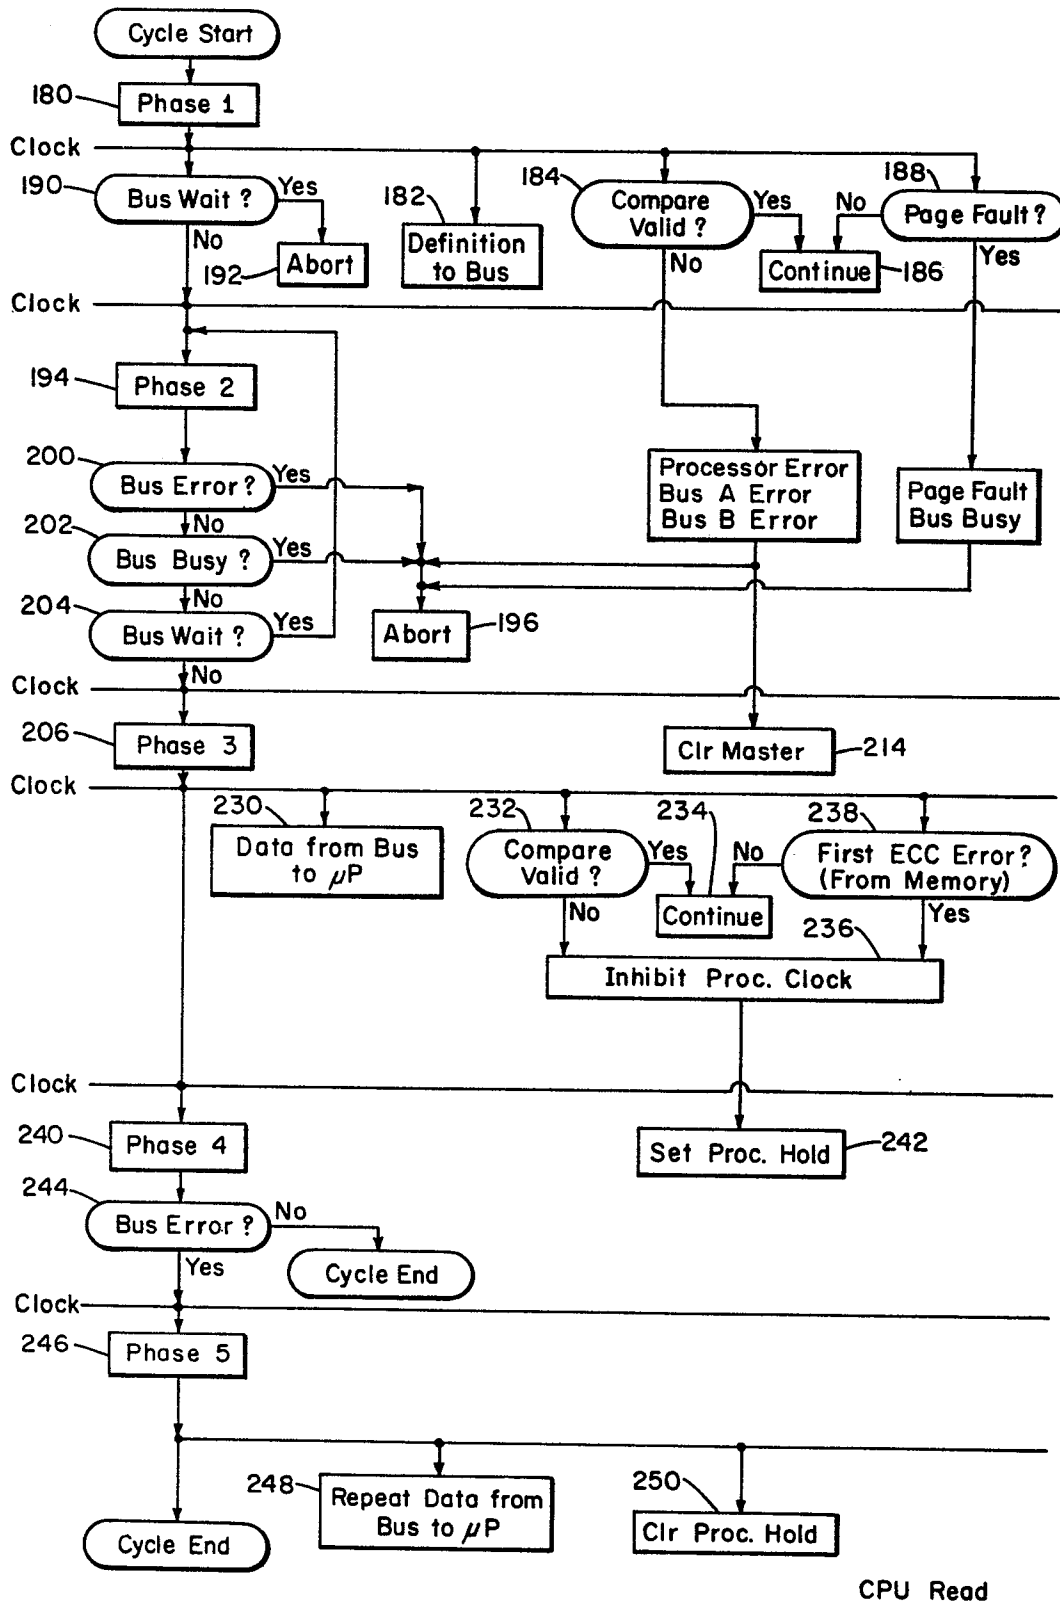 Cycle Start
180
Phase 1
Clock
190
Bus Wait ?
Yes
No
192
Abort
182
Definition
to Bus
184
Compare
Valid ?
Yes
No
188
Page Fault ?
No
Yes
Continue
186
Clock
194
Phase 2
200
Bus Error?
Yes
No
202
Bus Busy ?
Yes
No
204
Bus Wait ?
Yes
No
Abort
196
Processor Error
Bus A Error
Bus B Error
Page Fault
Bus Busy
Clock
206
Phase 3
Clr Master
214
Clock
230
Data from Bus
to μP
232
Compare
Valid ?
Yes
No
234
Continue
238
First ECC Error?
(From Memory)
No
Yes
236
Inhibit Proc. Clock
Clock
240
Phase 4
Set Proc. Hold
242
244
Bus Error ?
No
Yes
Cycle End
Clock
246
Phase 5
248
Repeat Data from
Bus to μP
250
Clr Proc. Hold
Cycle End
CPU Read